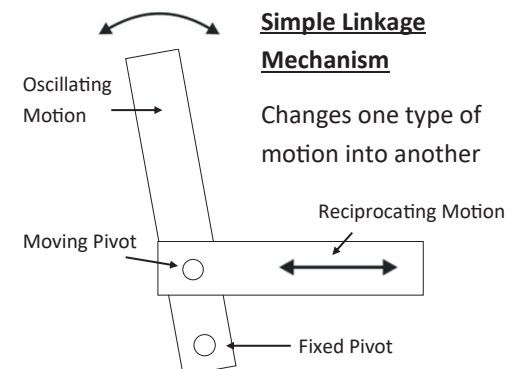 Simple Linkage
Mechanism
Oscillating
Motion
Changes one type of
motion into another
Reciprocating Motion
Moving Pivot
Fixed Pivot